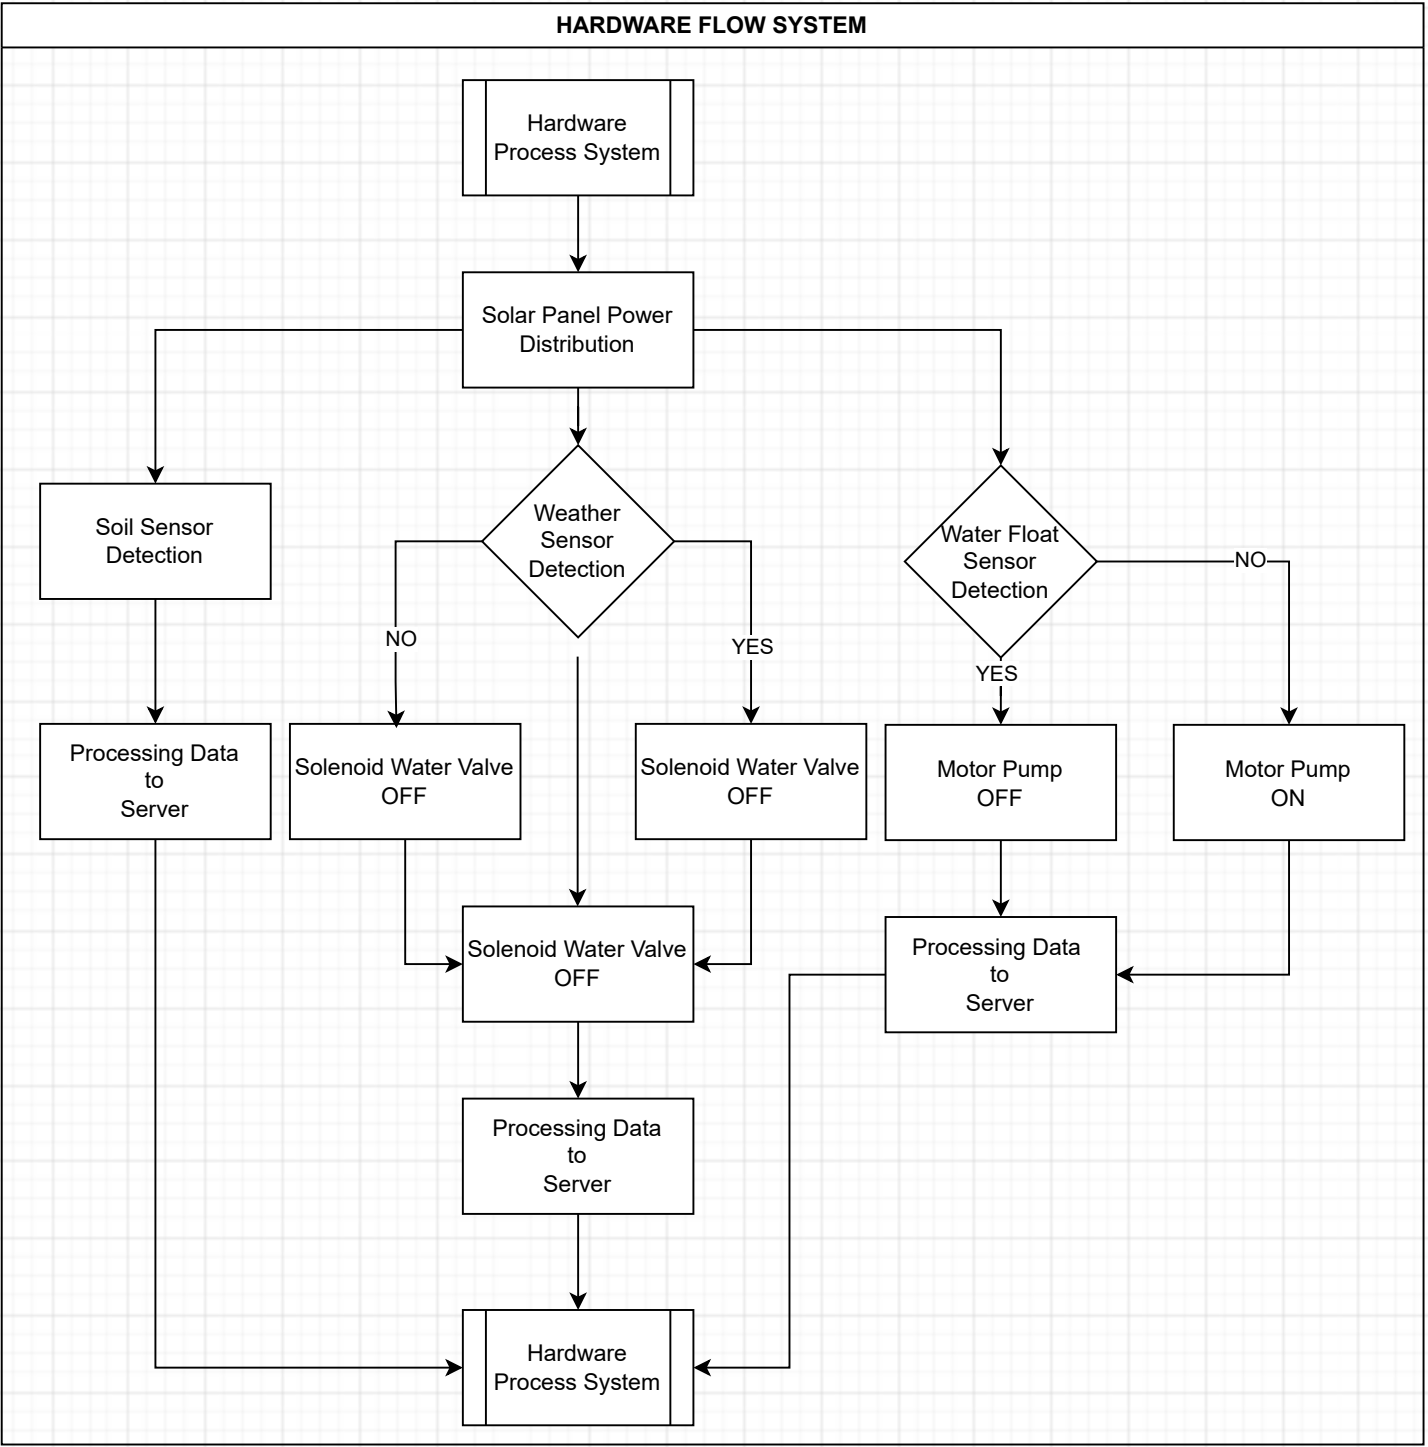 HARDWARE FLOW SYSTEM
Hardware
Process System
Solar Panel Power
Distribution
Soil Sensor
Detection
Weather
Sensor
Detection
Water Float
Sensor
Detection
NO
NO
YES
YES
Processing Data
to
Server
Solenoid Water Valve
OFF
Solenoid Water Valve
OFF
Motor Pump
OFF
Motor Pump
ON
Solenoid Water Valve
OFF
Processing Data
to
Server
Processing Data
to
Server
Hardware
Process System